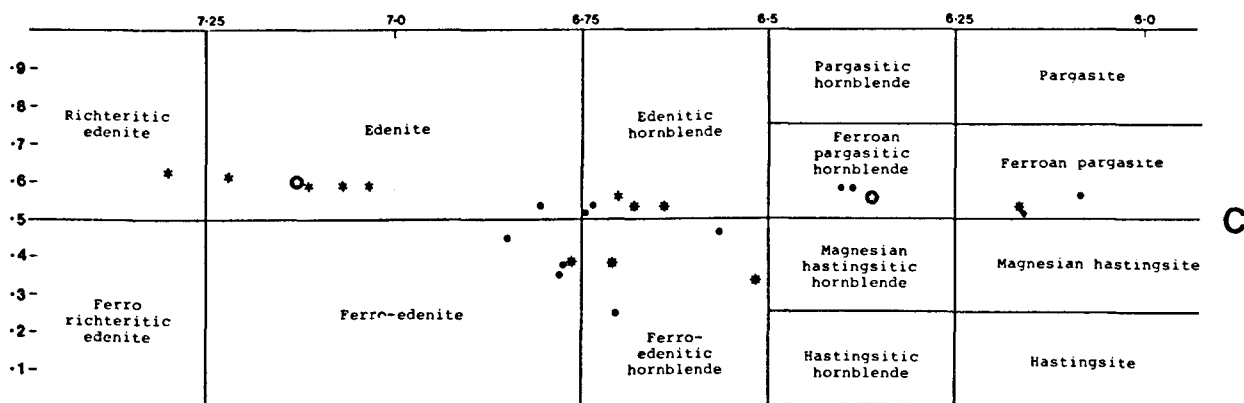 7·25 7·0 6·75 6·5 6·25 6·0
·9
·8
·7
·6
·5
·4
·3
·2
·1
Richteritic
edenite
Edenite
Edenitic
hornblende
Pargasitic
hornblende
Pargasite
Ferroan
pargasitic
hornblende
Ferroan pargasite
C
Ferro
richteritic
edenite
Ferro-edenite
Ferro-
edenitic
hornblende
Magnesian
hastingsitic
hornblende
Magnesian hastingsite
Hastingsitic
hornblende
Hastingsite